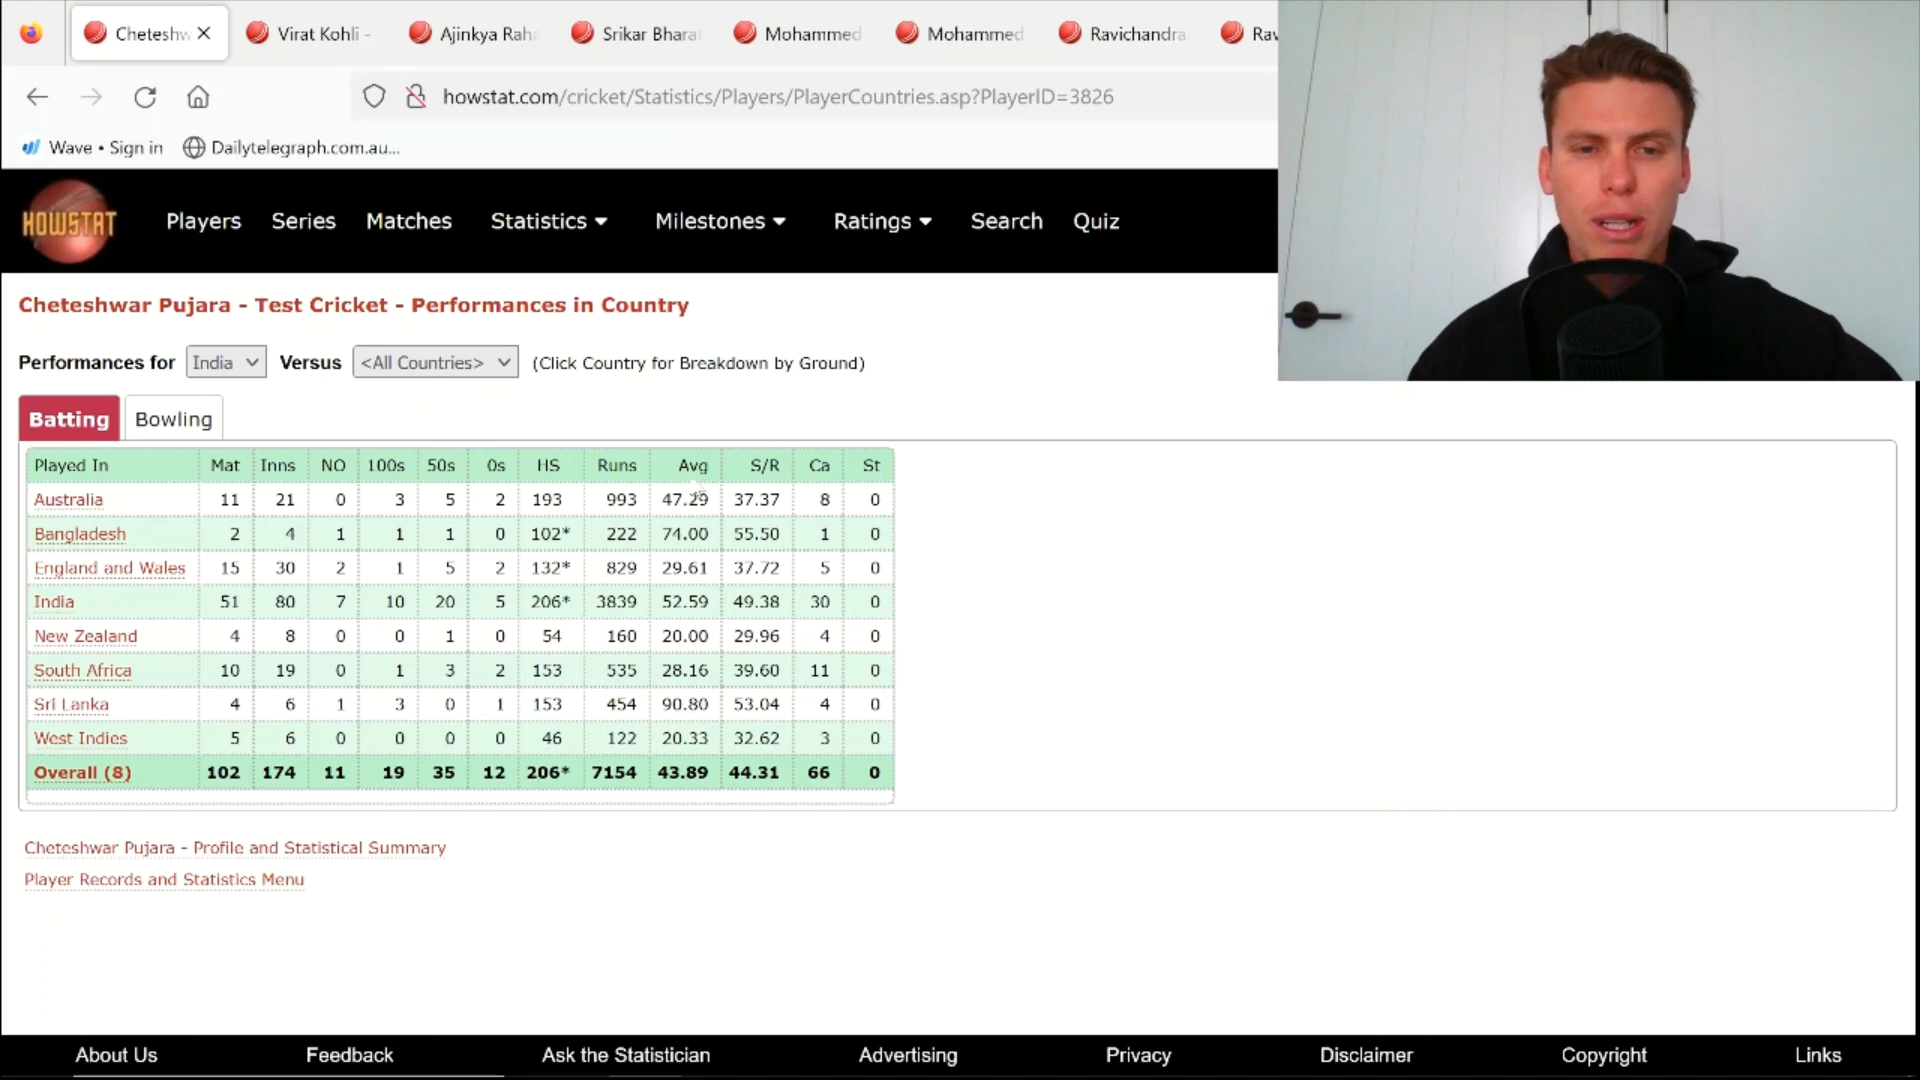 Cheteshw
Virat Kohli -
Ajinkya Raha
Srikar Bharat
Mohammed
Mohammed
Ravichandra
Rav
howstat.com/cricket/Statistics/Players/PlayerCountries.asp?PlayerID=3826
Wave • Sign in Dailytelegraph.com.au...
HOWSTAT Players Series Matches Statistics Milestones Ratings Search Quiz
Cheteshwar Pujara - Test Cricket - Performances in Country
Performances for India Versus <All Countries> (Click Country for Breakdown by Ground)
Batting Bowling
Played In Mat Inns NO 100s 50s 0s HS Runs Avg S/R Ca St
Australia 11 21 0 3 5 2 193 993 47.29 37.37 8 0
Bangladesh 2 4 1 1 1 0 102* 222 74.00 55.50 1 0
England and Wales 15 30 2 1 5 2 132* 829 29.61 37.72 5 0
India 51 80 7 10 20 5 206* 3839 52.59 49.38 30 0
New Zealand 4 8 0 0 1 0 54 160 20.00 29.96 4 0
South Africa 10 19 0 1 3 2 153 535 28.16 39.60 11 0
Sri Lanka 4 6 1 3 0 1 153 454 90.80 53.04 4 0
West Indies 5 6 0 0 0 0 46 122 20.33 32.62 3 0
Overall (8) 102 174 11 19 35 12 206* 7154 43.89 44.31 66 0
Cheteshwar Pujara - Profile and Statistical Summary
Player Records and Statistics Menu
About Us Feedback Ask the Statistician Advertising Privacy Disclaimer Copyright Links